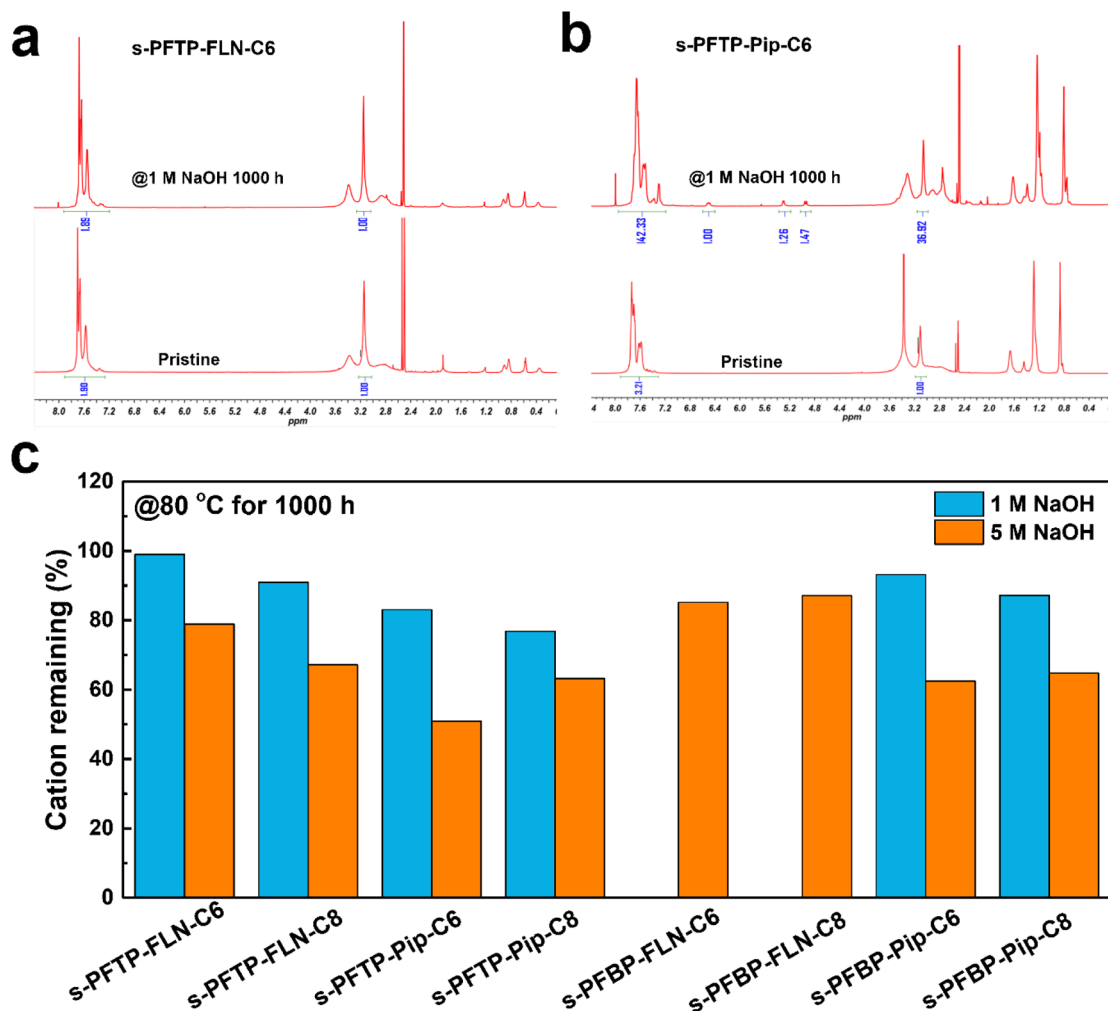 a
s-PFTP-FLN-C6
@1 M NaOH 1000 h
1.89
1.00
Pristine
1.90
1.00
8.0 7.6 7.2 6.8 6.4 6.0 5.6 5.2 4.8 4.4 4.0 3.6 3.2 2.8 2.4 2.0 1.6 1.2 0.8 0.4
ppm
b
s-PFTP-Pip-C6
@1 M NaOH 1000 h
142.33
1.00
1.26
1.47
36.92
Pristine
3.21
1.00
4 8.0 7.6 7.2 6.8 6.4 6.0 5.6 5.2 4.8 4.4 4.0 3.6 3.2 2.8 2.4 2.0 1.6 1.2 0.8 0.4
ppm
c
@80 °C for 1000 h
1 M NaOH
5 M NaOH
Cation remaining (%)
120
100
80
60
40
20
0
s-PFTP-FLN-C6
s-PFTP-FLN-C8
s-PFTP-Pip-C6
s-PFTP-Pip-C8
s-PFBP-FLN-C6
s-PFBP-FLN-C8
s-PFBP-Pip-C6
s-PFBP-Pip-C8